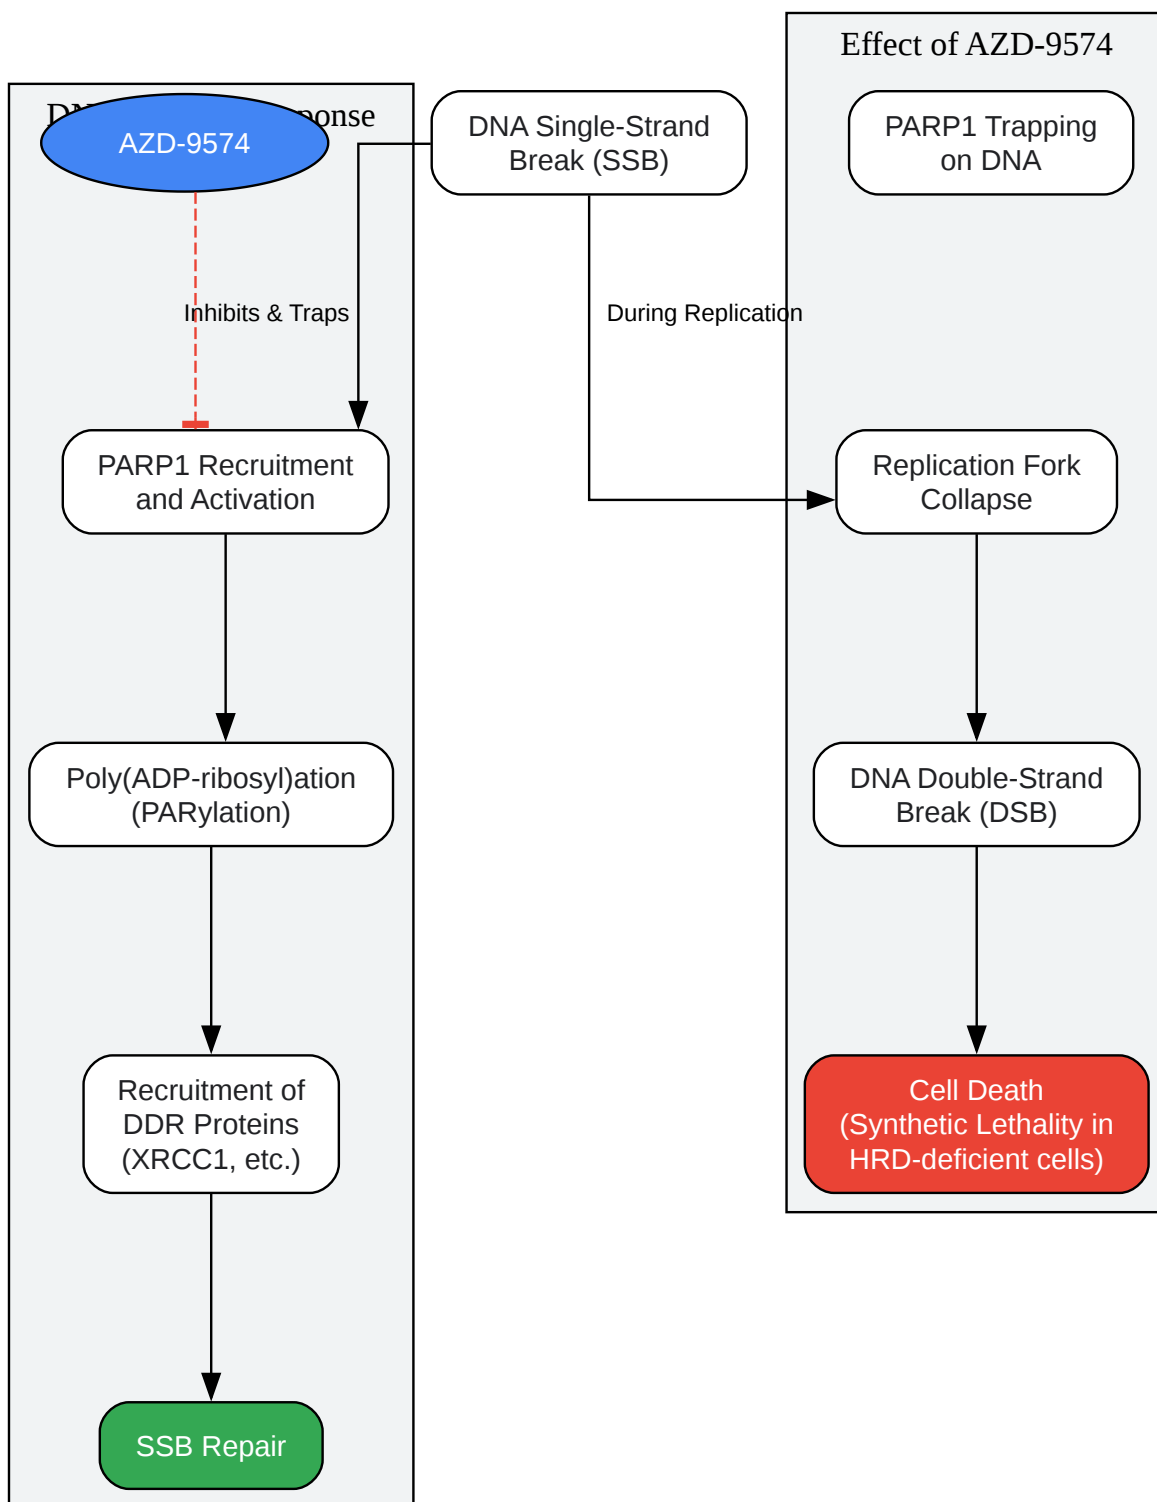 Effect of AZD-9574
ponse
AZD-9574
DNA Single-Strand
Break (SSB)
PARP1 Trapping
on DNA
Inhibits & Traps
During Replication
PARP1 Recruitment
and Activation
Replication Fork
Collapse
Poly(ADP-ribosyl)ation
(PARylation)
DNA Double-Strand
Break (DSB)
Recruitment of
DDR Proteins
(XRCC1, etc.)
Cell Death
(Synthetic Lethality in
HRD-deficient cells)
SSB Repair